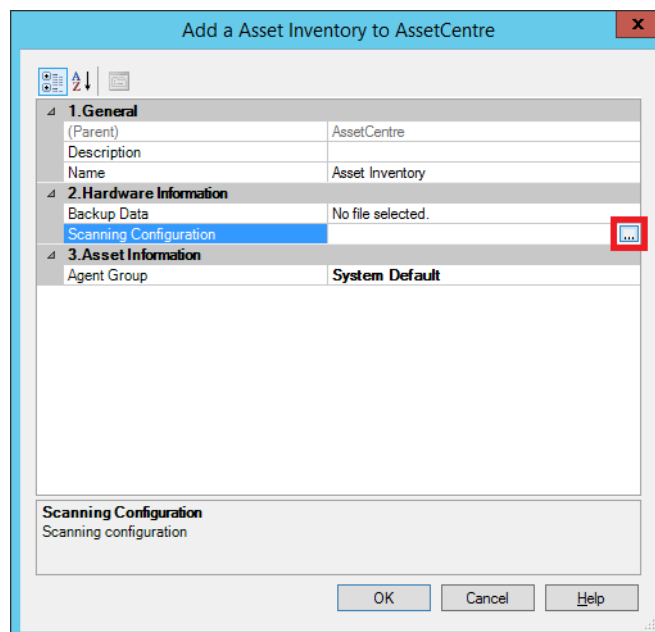 Add a Asset Inventory to AssetCentre
x
A
Z
1.General
(Parent) AssetCentre
Description
Name Asset Inventory
2.Hardware Information
Backup Data No file selected.
Scanning Configuration ...
3.Asset Information
Agent Group System Default
Scanning Configuration
Scanning configuration
OK Cancel Help